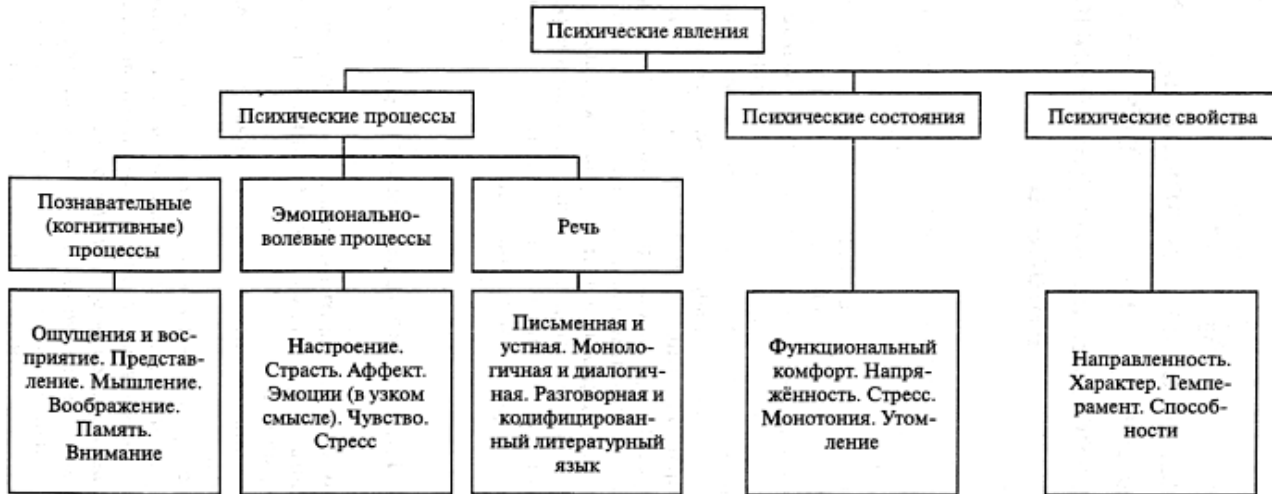 Психические явления
Психические процессы
Психические состояния
Психические свойства
Познавательные
(когнитивные)
процессы
Эмоционально-
волевые процессы
Речь
Ощущения и вос-
приятие. Представ-
ление. Мышление.
Воображение.
Память.
Внимание
Настроение.
Страсть. Аффект.
Эмоции (в узком
смысле). Чувство.
Стресс
Письменная и
устная. Моноло-
гичная и диалогич-
ная. Разговорная и
кодифицирован-
ный литературный
язык
Функциональный
комфорт. Напря-
жённость. Стресс.
Монотония. Утом-
ление
Направленность.
Характер. Темпе-
рамент. Способ-
ности